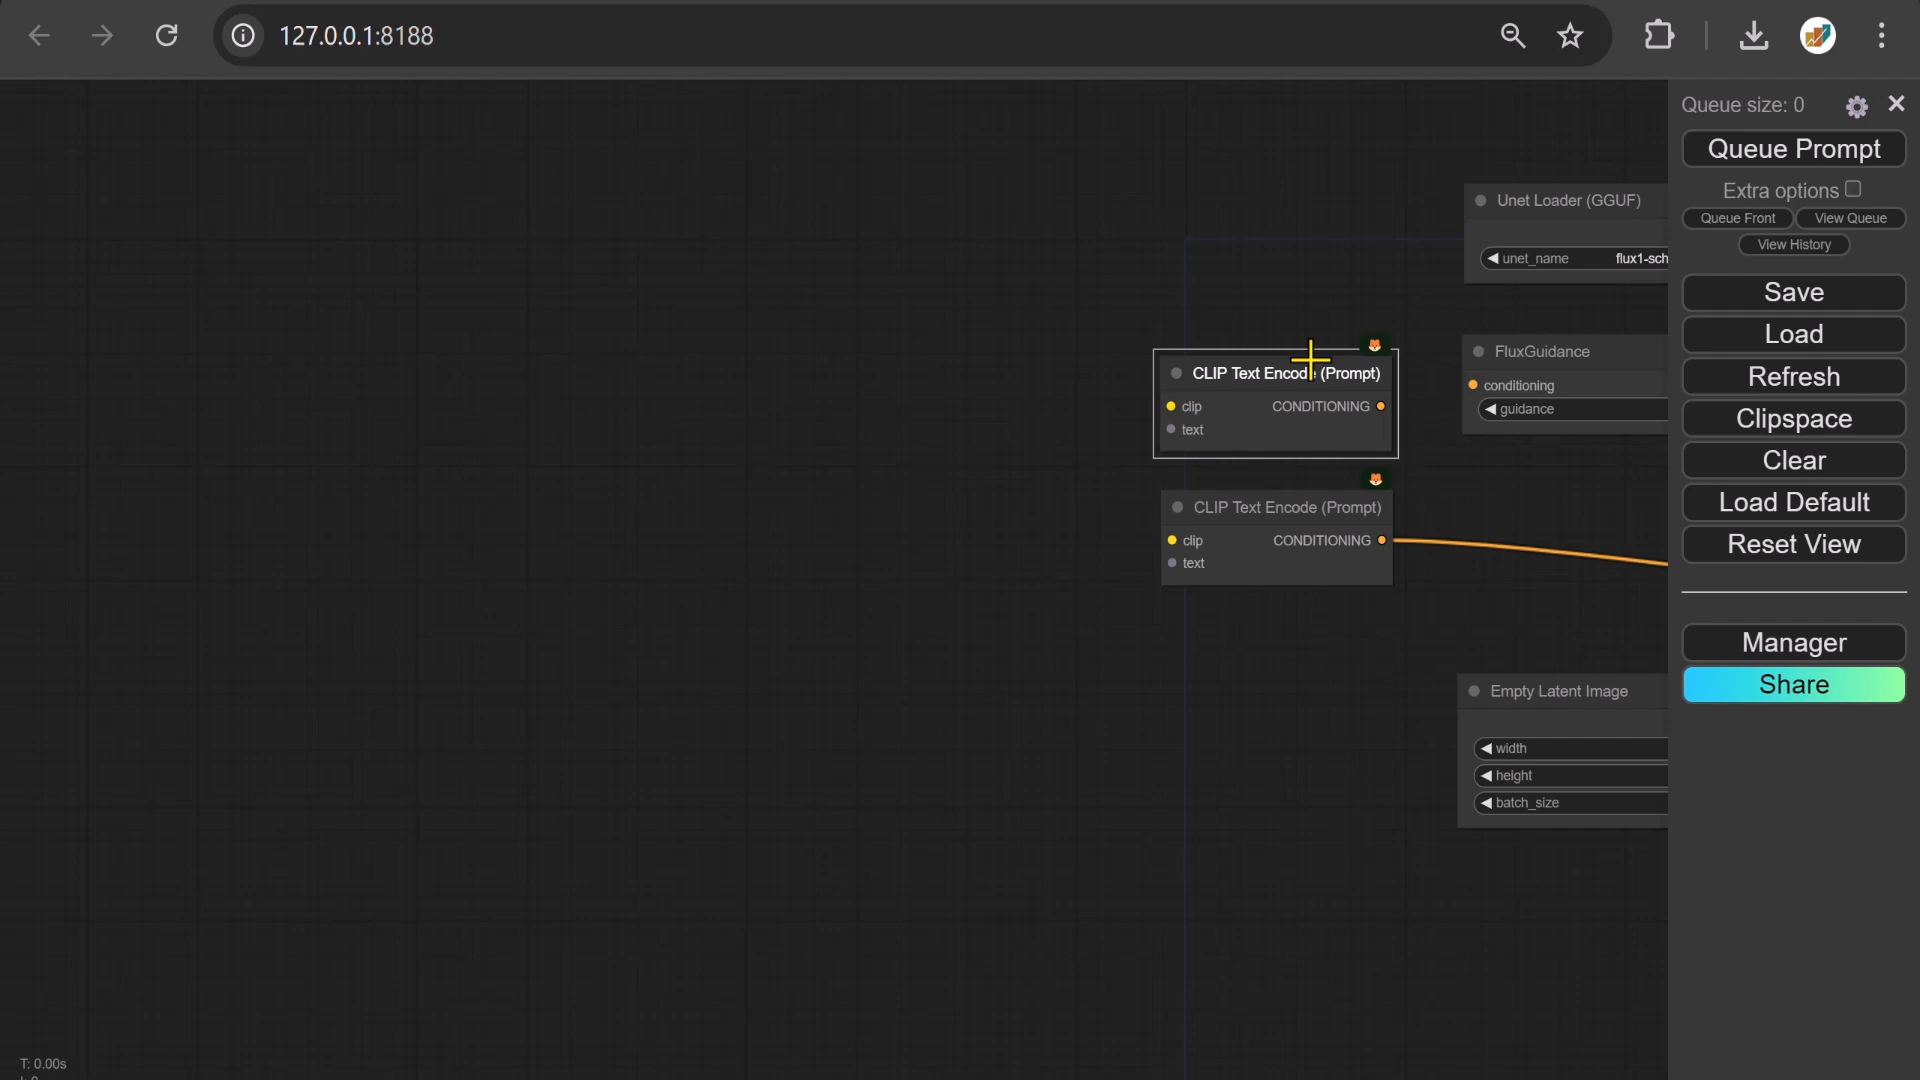 127.0.0.1:8188
Queue size: 0
Queue Prompt
Extra options
Queue Front
View Queue
View History
Save
Load
Refresh
Clipspace
Clear
Load Default
Reset View
Manager
Share
Unet Loader (GGUF)
unet_name flux1-sch
CLIP Text Encode (Prompt)
clip CONDITIONING
text
FluxGuidance
conditioning
guidance
CLIP Text Encode (Prompt)
clip CONDITIONING
text
Empty Latent Image
width
height
batch_size
T: 0.00s